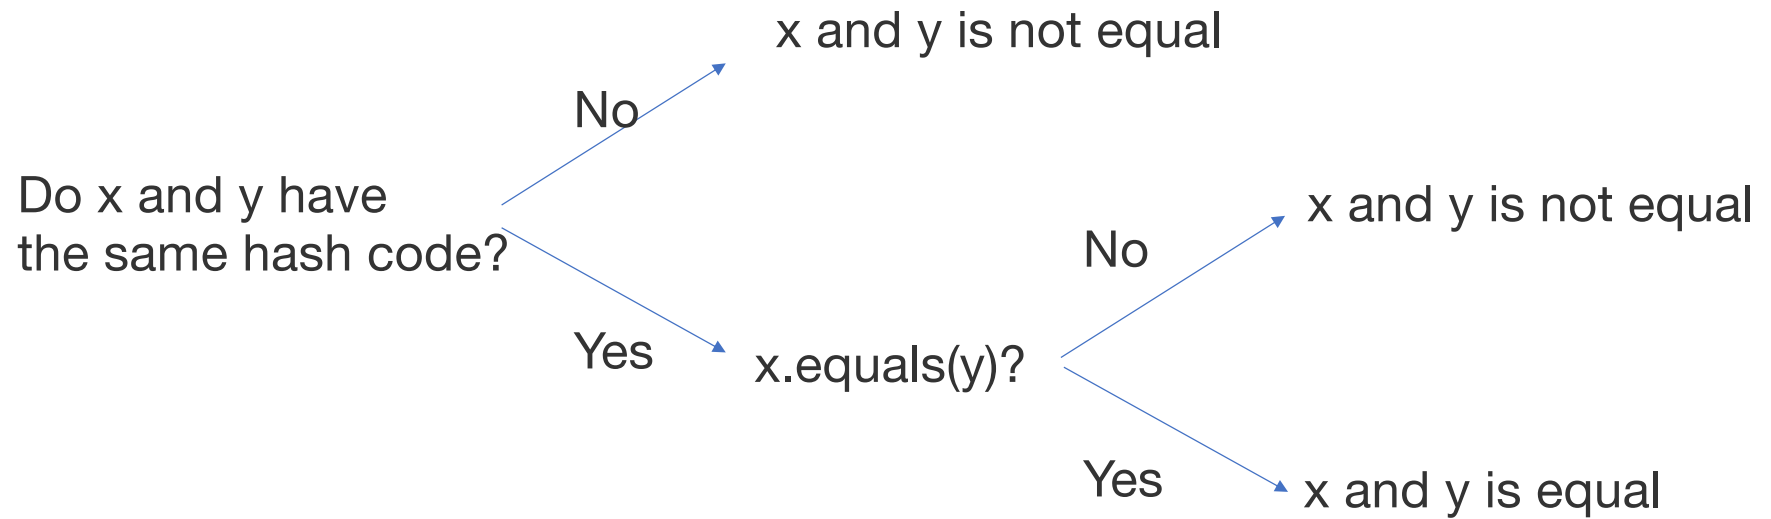 x and y is not equal
No
Do x and y have
the same hash code?
x and y is not equal
No
Yes
x.equals(y)?
Yes
x and y is equal